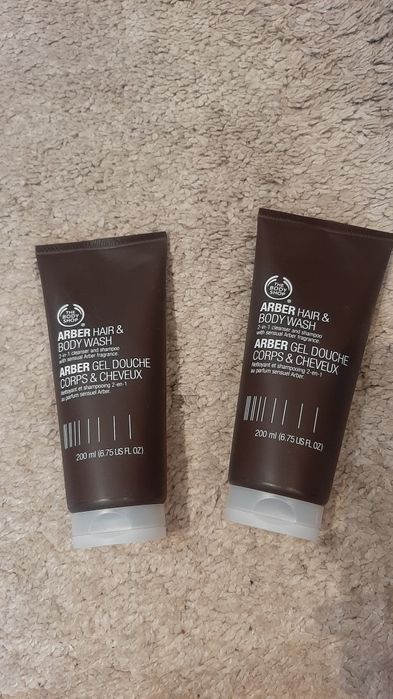 THE
BODY
SHOP
ARBER HAIR &
BODY WASH
2-in-1 cleanser and shampoo
with sensual Arber fragrance.
ARBER GEL DOUCHE
CORPS & CHEVEUX
Nettoyant et shampooing 2-en-1
au parfum sensuel Arber.
200 ml (6.75 US FL OZ)
THE
BODY
SHOP
ARBER HAIR &
BODY WASH
2-in-1 cleanser and shampoo
with sensual Arber fragrance.
ARBER GEL DOUCHE
CORPS & CHEVEUX
Nettoyant et shampooing 2-en-1
au parfum sensuel Arber.
200 ml (6.75 US FL OZ)